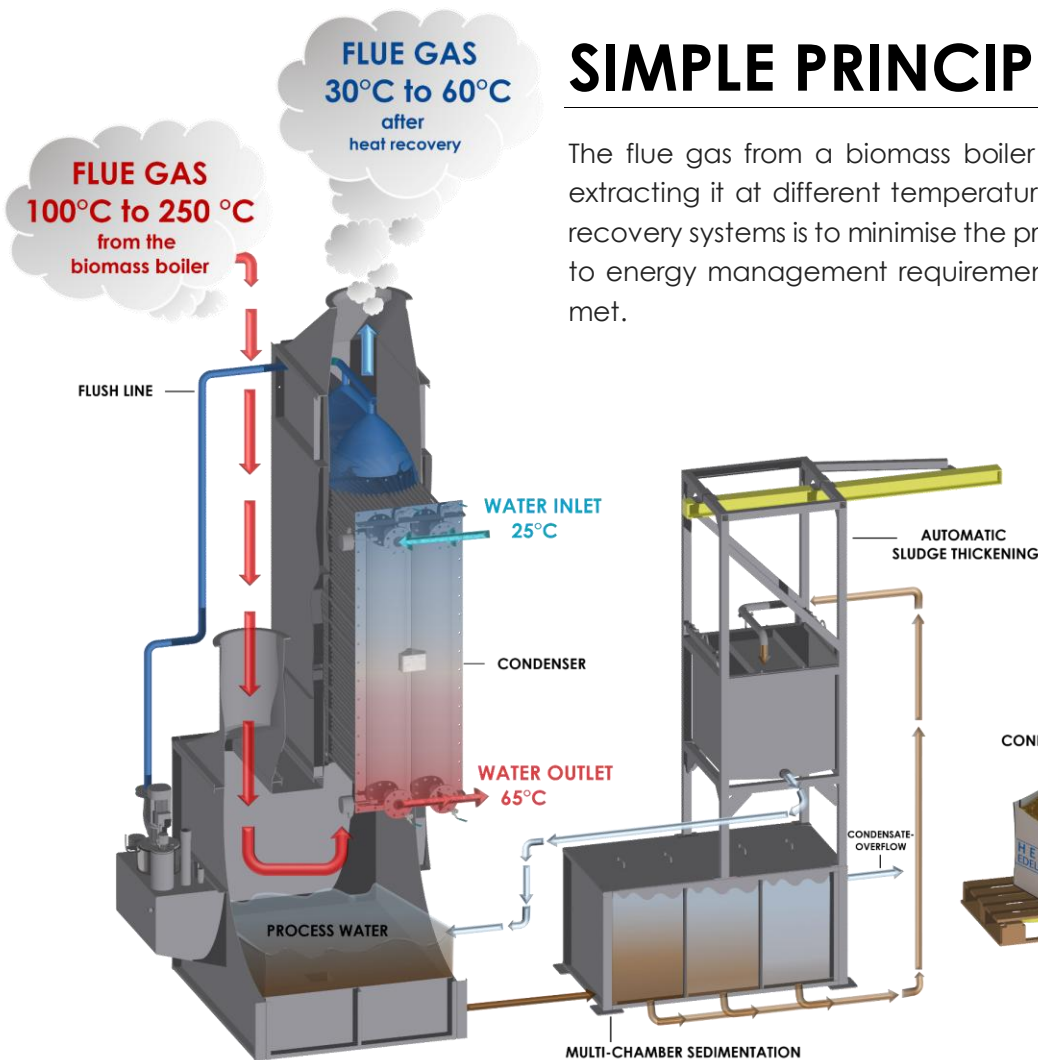 FLUE GAS
30°C to 60°C
after
heat recovery
FLUE GAS
100°C to 250 °C
from the
biomass boiler
SIMPLE PRINCIP
The flue gas from a biomass boiler
extracting it at different temperatur
recovery systems is to minimise the pr
to energy management requiremen
met.
FLUSH LINE
WATER INLET
25°C
AUTOMATIC
SLUDGE THICKENING
CONDENSER
WATER OUTLET
65°C
COND
CONDENSATE-
OVERFLOW
HE
EDEL
PROCESS WATER
MULTI-CHAMBER SEDIMENTATION